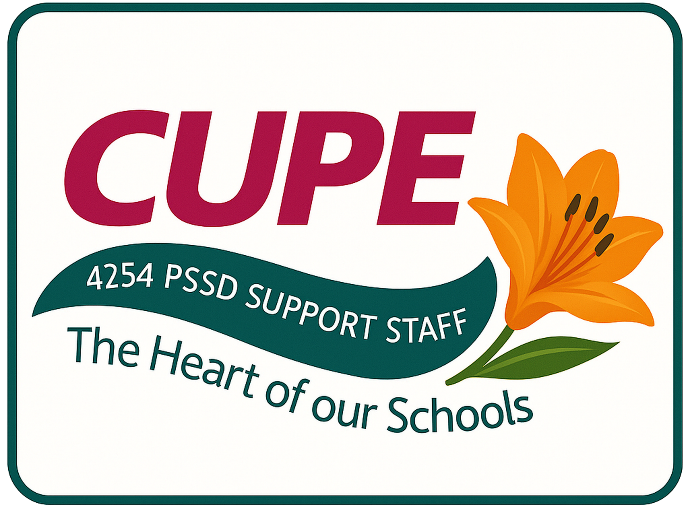 CUPE
4254 PSSD SUPPORT STAFF
The Heart of our Schools